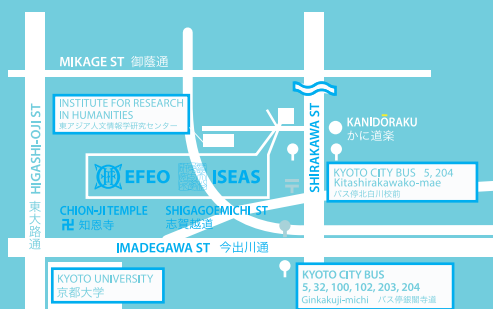 MIKAGE ST 御蔭通
INSTITUTE FOR RESEARCH
IN HUMANITIES
東アジア人文情報学研究センター
HIGASHI-OJI ST
東大路通
SHIRAKAWA ST
KANIDŌRAKU
かに道楽
EFEO ISEAS
KYOTO CITY BUS 5, 204
Kitashirakawako-mae
バス停北白川校前
CHION-JI TEMPLE
卍 知恩寺
SHIGAGOEMICHI ST
志賀越道
IMADEGAWA ST 今出川通
KYOTO UNIVERSITY
京都大学
KYOTO CITY BUS
5, 32, 100, 102, 203, 204
Ginkakuji-michi バス停銀閣寺道